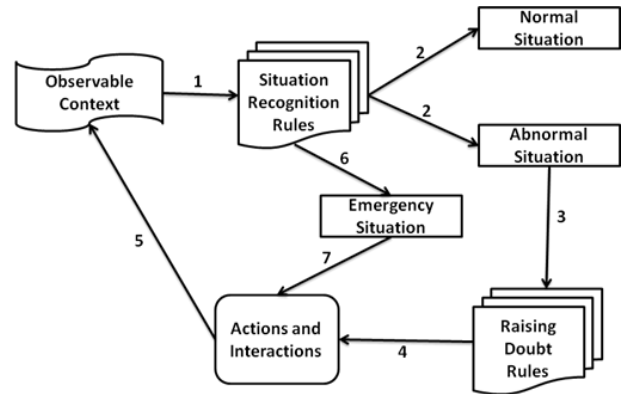 Normal
Situation
2
Observable
Context
1
Situation
Recognition
Rules
2
Abnormal
Situation
6
3
Emergency
Situation
5
7
Actions and
Interactions
4
Raising
Doubt
Rules